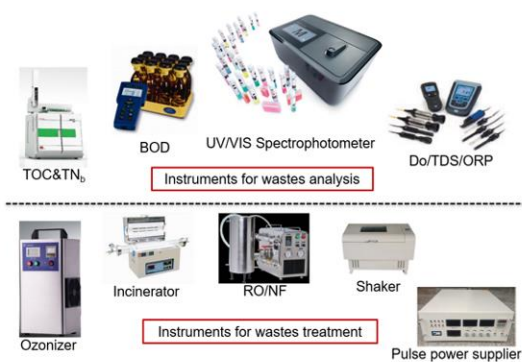 TOC&TNb
BOD
UV/VIS Spectrophotometer
Do/TDS/ORP
Instruments for wastes analysis
Ozonizer
Incinerator
RO/NF
Shaker
Pulse power supplier
Instruments for wastes treatment